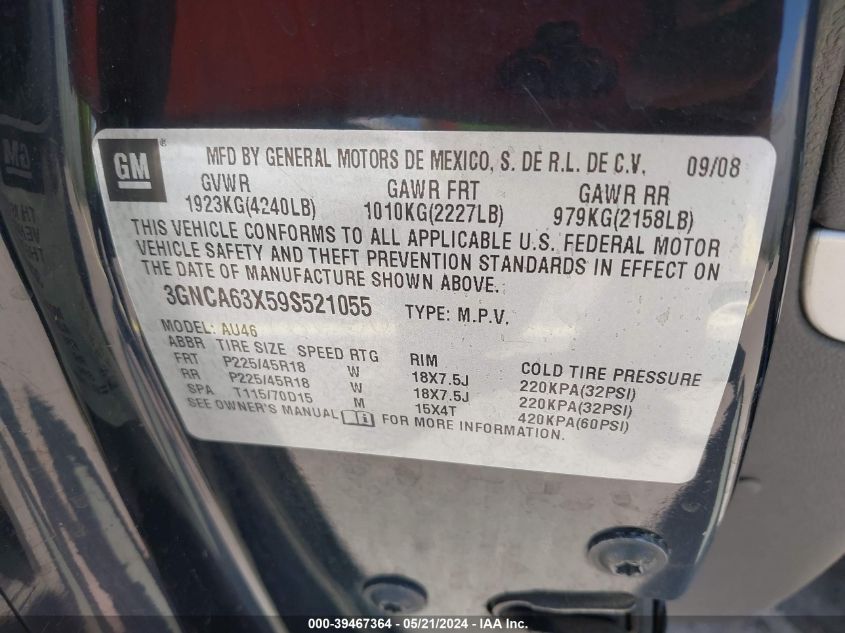 GM ® MFD BY GENERAL MOTORS DE MEXICO, S. DE R.L. DE C.V. 09/08
GVWR GAWR FRT GAWR RR
1923KG(4240LB) 1010KG(2227LB) 979KG(2158LB)
THIS VEHICLE CONFORMS TO ALL APPLICABLE U.S. FEDERAL MOTOR
VEHICLE SAFETY AND THEFT PREVENTION STANDARDS IN EFFECT ON
THE DATE OF MANUFACTURE SHOWN ABOVE.
3GNCA63X59S521055 TYPE: M.P.V.
MODEL: AU46
ABBR TIRE SIZE SPEED RTG RIM COLD TIRE PRESSURE
FRT P225/45R18 W 18X7.5J 220KPA(32PSI)
RR P225/45R18 W 18X7.5J 220KPA(32PSI)
SPA T115/70D15 M 15X4T 420KPA(60PSI)
SEE OWNER'S MANUAL i FOR MORE INFORMATION.
000-39467364 - 05/21/2024 - IAA Inc.